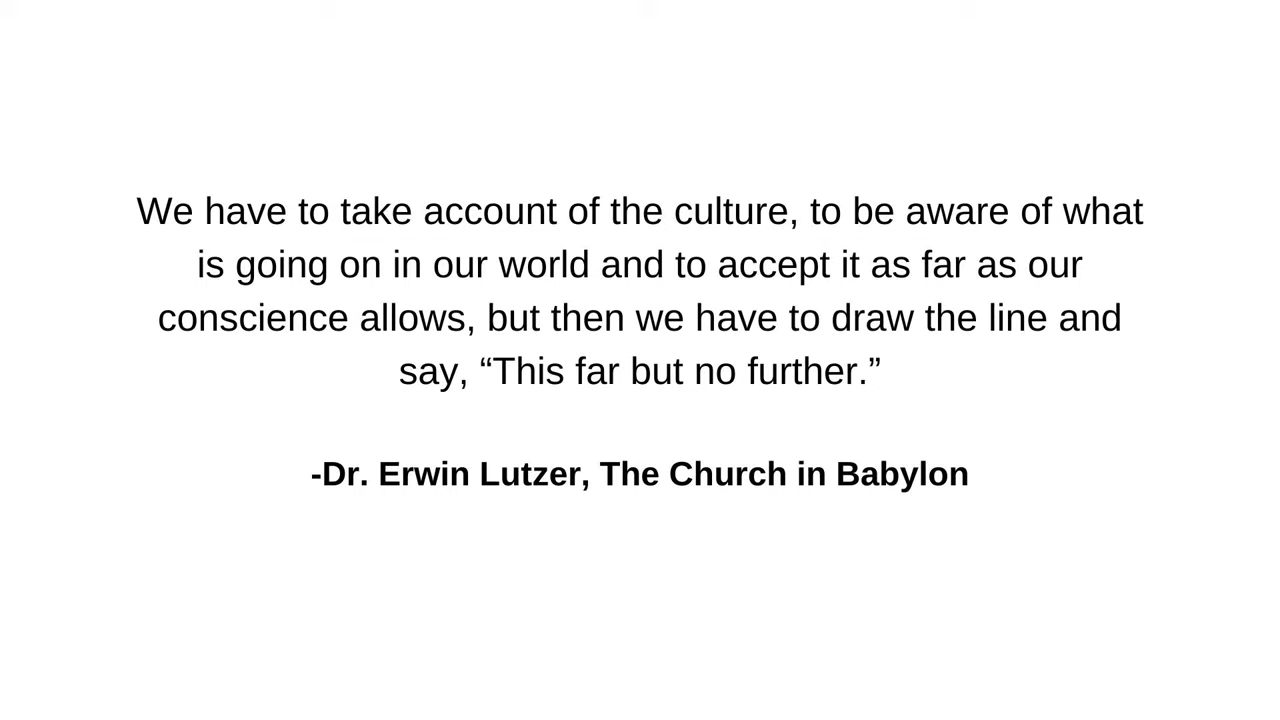 We have to take account of the culture, to be aware of what
is going on in our world and to accept it as far as our
conscience allows, but then we have to draw the line and
say, “This far but no further.”
-Dr. Erwin Lutzer, The Church in Babylon